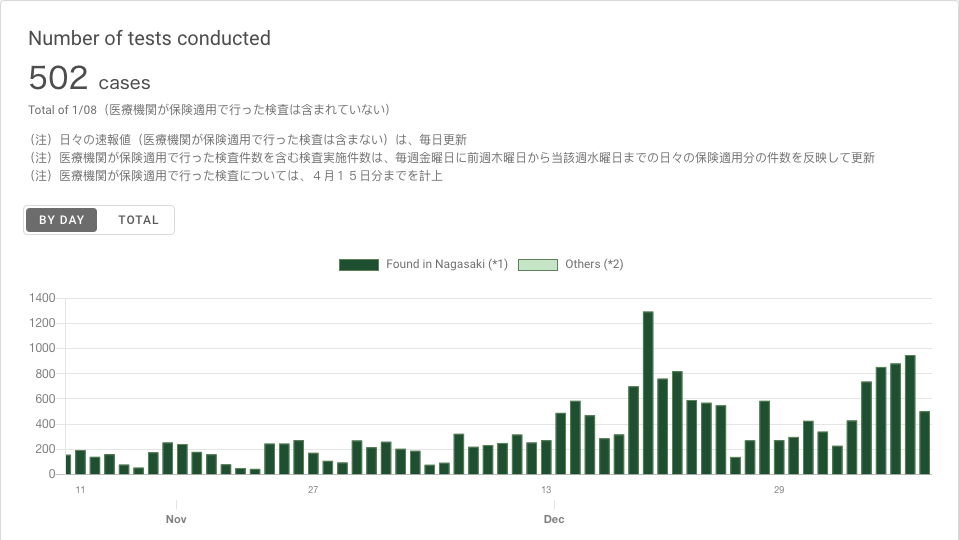 Number of tests conducted
502 cases
Total of 1/08（医療機関が保険適用で行った検査は含まれていない）
（注）日々の速報値（医療機関が保険適用で行った検査は含まない）は、毎日更新
（注）医療機関が保険適用で行った検査件数を含む検査実施件数は、毎週金曜日に前週木曜日から当該週水曜日までの日々の保険適用分の件数を反映して更新
（注）医療機関が保険適用で行った検査については、４月１５日分までを計上
BY DAY TOTAL
Found in Nagasaki (*1) Others (*2)
1400
1200
1000
800
600
400
200
0
11 27 13 29
Nov Dec